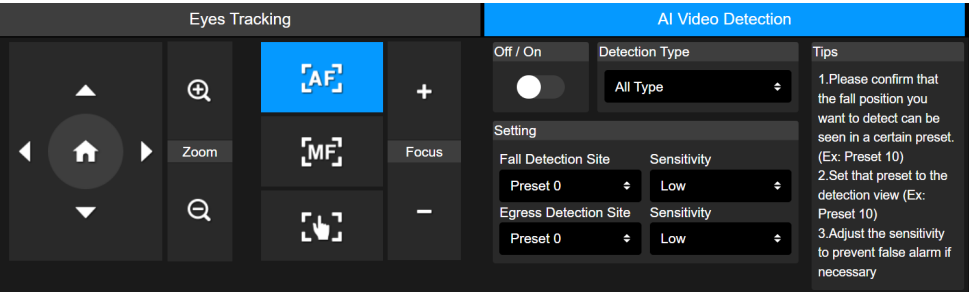 Eyes Tracking
AI Video Detection
Zoom
AF
MF
+
Focus
−
Off / On
Detection Type
All Type
Setting
Fall Detection Site
Sensitivity
Preset 0
Low
Egress Detection Site
Sensitivity
Preset 0
Low
Tips
1.Please confirm that
the fall position you
want to detect can be
seen in a certain preset.
(Ex: Preset 10)
2.Set that preset to the
detection view (Ex:
Preset 10)
3.Adjust the sensitivity
to prevent false alarm if
necessary